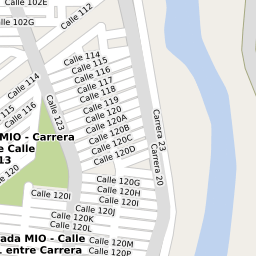 Calle 102E
Calle 102G
Calle 114
Calle 115
Calle 116
Calle 117
Calle 118
Calle 119
Calle 120
Calle 120A
Calle 120B
Calle 120C
Calle 120D
Calle 112
Calle 114
115
Calle 116
Calle 123
Carrera 23
Carrera 20
MIO - Carrera
e Calle
13
120
Calle 120G
Calle 120H
Calle 120I
Calle 120I
Calle 120J
Calle 120K
Calle 120L
ada MIO - Calle
entre Carrera
Calle 120M
Calle 120P